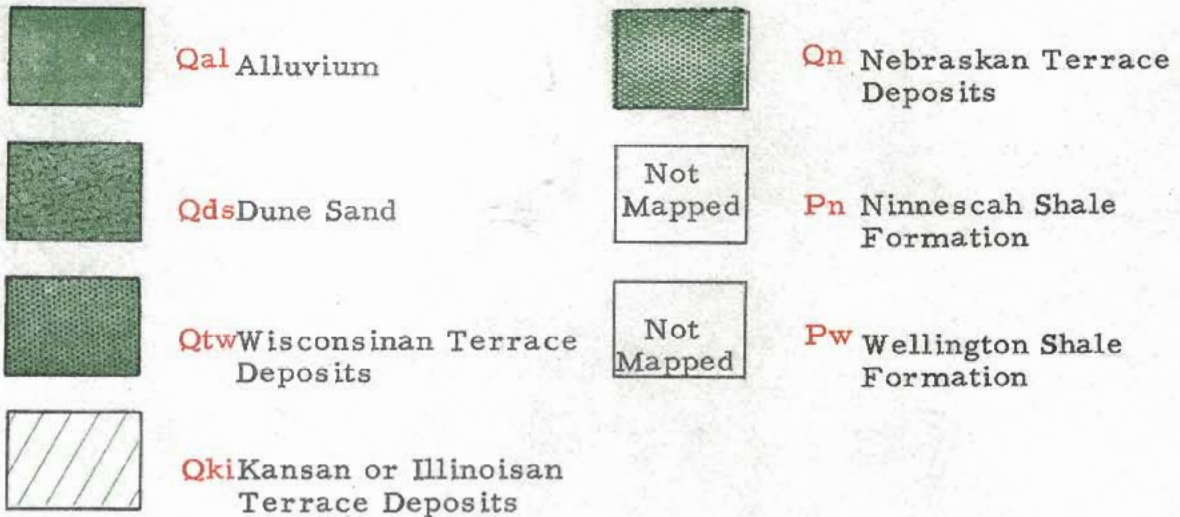 Qal Alluvium
Qds Dune Sand
Qtw Wisconsinan Terrace
Deposits
Qki Kansan or Illinoisan
Terrace Deposits
Qn Nebraskan Terrace
Deposits
Not
Mapped
Pn Ninnescah Shale
Formation
Not
Mapped
Pw Wellington Shale
Formation